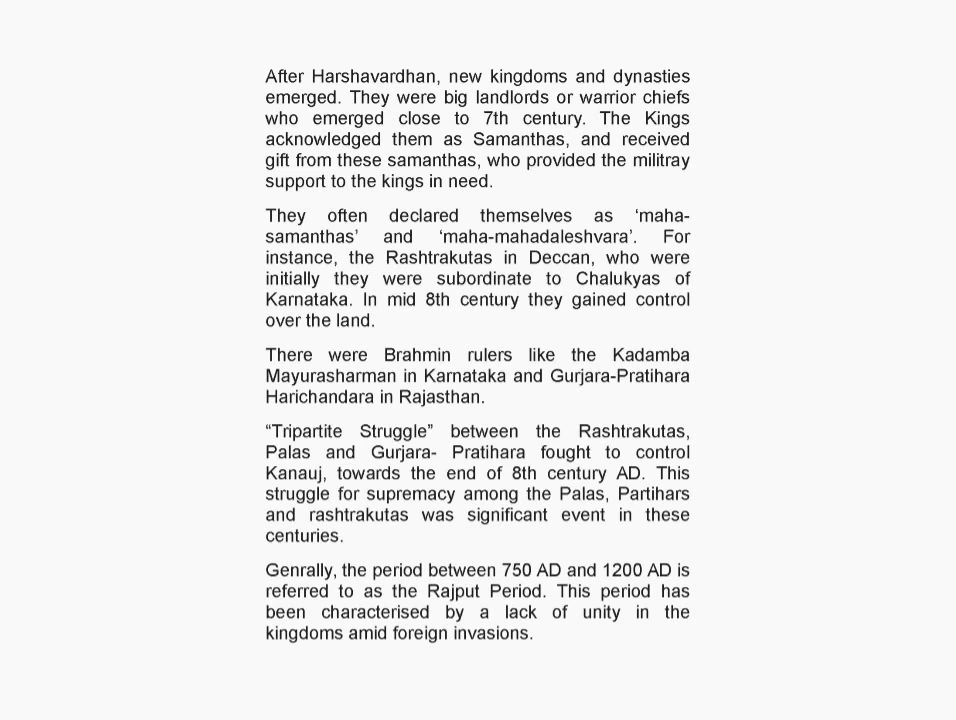 After Harshavardhan, new kingdoms and dynasties
emerged. They were big landlords or warrior chiefs
who emerged close to 7th century. The Kings
acknowledged them as Samanthas, and received
gift from these samanthas, who provided the militray
support to the kings in need.
They often declared themselves as ‘maha-
samanthas’ and ‘maha-mahadaleshvara’. For
instance, the Rashtrakutas in Deccan, who were
initially they were subordinate to Chalukyas of
Karnataka. In mid 8th century they gained control
over the land.
There were Brahmin rulers like the Kadamba
Mayurasharman in Karnataka and Gurjara-Pratihara
Harichandara in Rajasthan.
“Tripartite Struggle” between the Rashtrakutas,
Palas and Gurjara- Pratihara fought to control
Kanauj, towards the end of 8th century AD. This
struggle for supremacy among the Palas, Partihars
and rashtrakutas was significant event in these
centuries.
Genrally, the period between 750 AD and 1200 AD is
referred to as the Rajput Period. This period has
been characterised by a lack of unity in the
kingdoms amid foreign invasions.